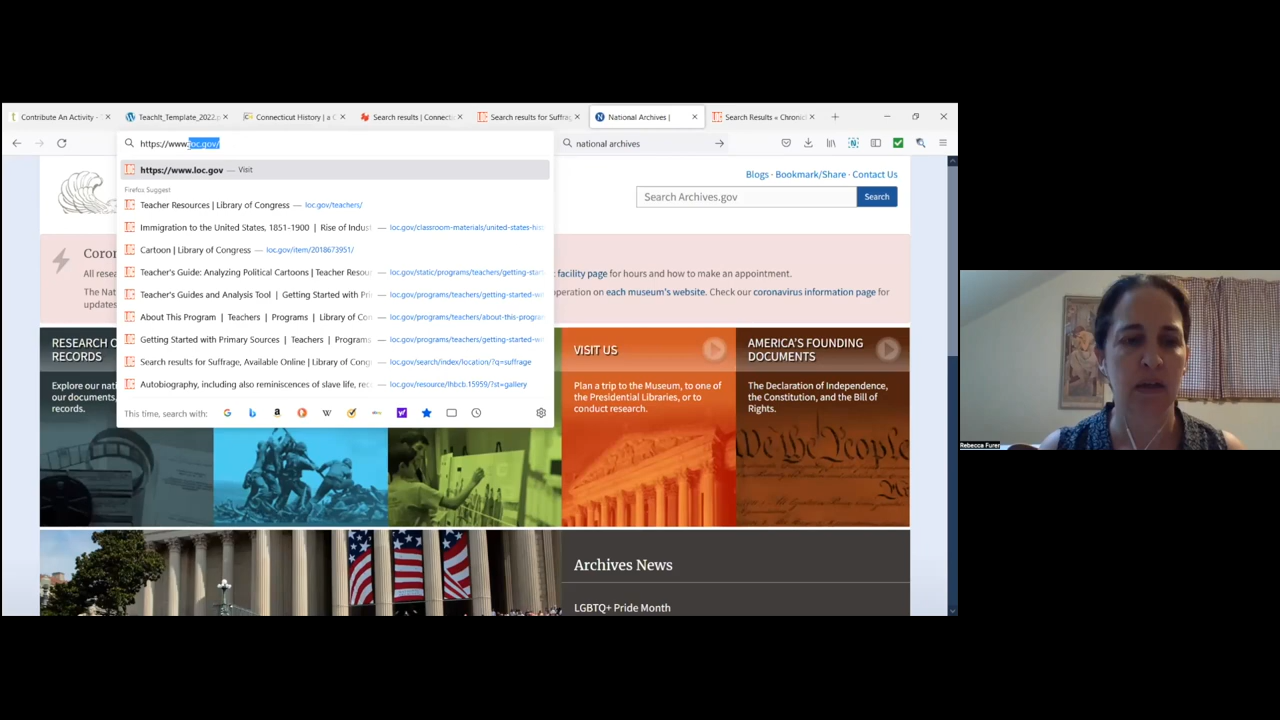 Contribute An Activity -
TeachIt_Template_2022.p
Connecticut History | a C
Search results | Connectic
Search results for Suffrag
National Archives |
Search Results « Chronicl
https://www.loc.gov/
national archives
https://www.loc.gov — Visit
Firefox Suggest
Teacher Resources | Library of Congress — loc.gov/teachers/
Immigration to the United States, 1851-1900 | Rise of Indust — loc.gov/classroom-materials/united-states-his
Cartoon | Library of Congress — loc.gov/item/2018673951/
Teacher's Guide: Analyzing Political Cartoons | Teacher Resou — loc.gov/static/programs/teachers/getting-star
Teacher's Guides and Analysis Tool | Getting Started with Pri — loc.gov/programs/teachers/getting-started-wi
About This Program | Teachers | Programs | Library of Con — loc.gov/programs/teachers/about-this-program
Getting Started with Primary Sources | Teachers | Programs — loc.gov/programs/teachers/getting-started-wi
Search results for Suffrage, Available Online | Library of Cong — loc.gov/search/index/location/?q=suffrage
Autobiography, including also reminiscences of slave life, rec — loc.gov/resource/lhbcb.15959/?st=gallery
This time, search with:
Blogs · Bookmark/Share · Contact Us
Search Archives.gov
Search
Coron
All resea
facility page for hours and how to make an appointment.
The Nat
operation on each museum's website. Check our coronavirus information page for
updates
RESEARCH O
RECORDS
Explore our nati
our documents,
records.
VISIT US
Plan a trip to the Museum, to one of
the Presidential Libraries, or to
conduct research.
AMERICA'S FOUNDING
DOCUMENTS
The Declaration of Independence,
the Constitution, and the Bill of
Rights.
We the People
Archives News
LGBTQ+ Pride Month
Rebecca Furer